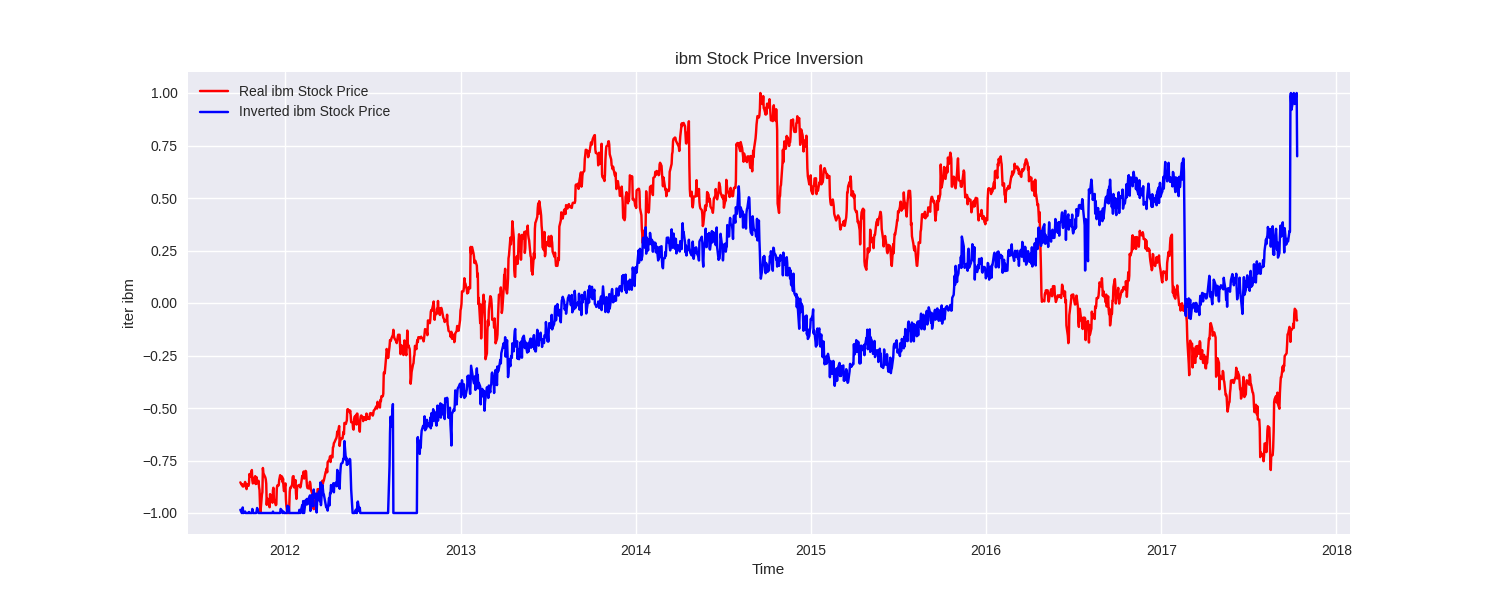 ibm Stock Price Inversion
Real ibm Stock Price
Inverted ibm Stock Price
iter ibm
1.00
0.75
0.50
0.25
0.00
−0.25
−0.50
−0.75
−1.00
2012 2013 2014 2015 2016 2017 2018
Time